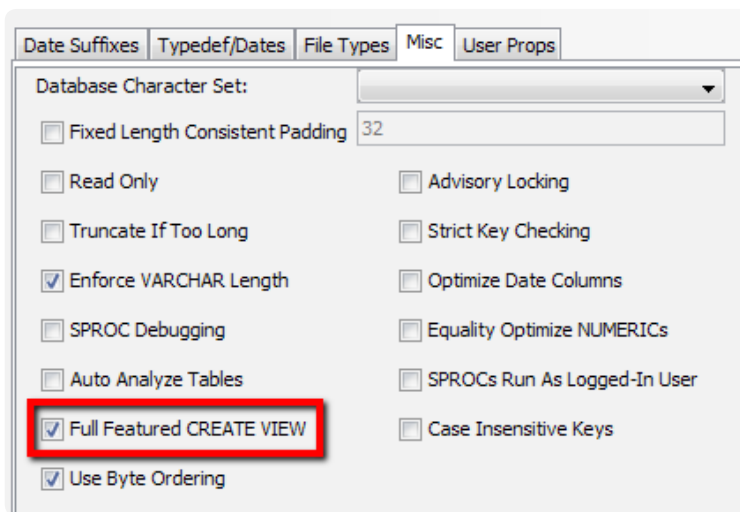 Date Suffixes Typedef/Dates File Types Misc User Props
Database Character Set:
Fixed Length Consistent Padding 32
Read Only Advisory Locking
Truncate If Too Long Strict Key Checking
Enforce VARCHAR Length Optimize Date Columns
SPROC Debugging Equality Optimize NUMERICs
Auto Analyze Tables SPROCs Run As Logged-In User
Full Featured CREATE VIEW Case Insensitive Keys
Use Byte Ordering